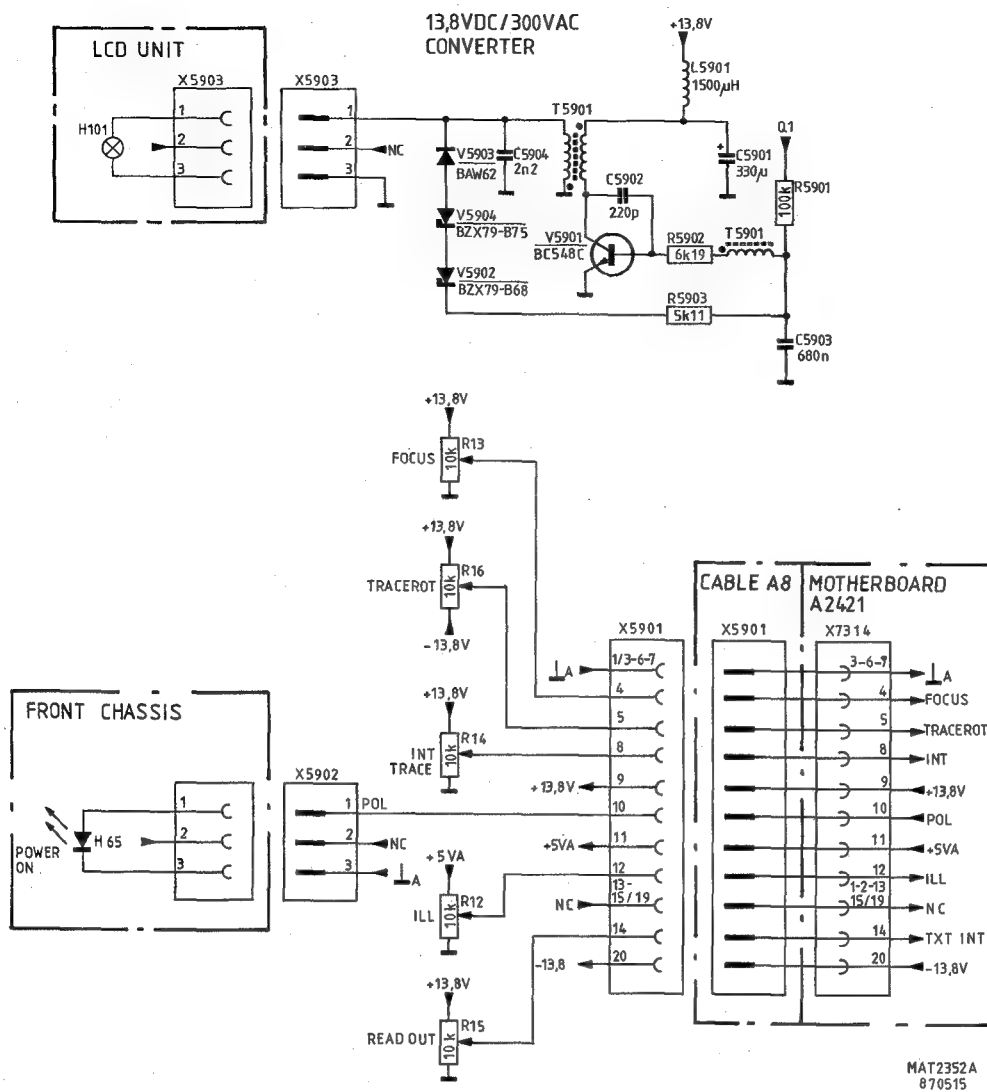 13,8VDC/300VAC
CONVERTER
LCD UNIT
X5903
X5903
H101
1
2
3
1
2
3
NC
V5903
BAW62
C5904
2n2
V5904
BZX79-B75
V5902
BZX79-B68
T5901
C5902
220p
V5901
BC548C
+13,8V
L5901
1500µH
+
C5901
330µ
Q1
R5901
100k
R5902
6k19
T5901
R5903
5k11
C5903
680n
+13,8V
R13
10k
FOCUS
+13,8V
R16
10k
TRACEROT
-13,8V
+13,8V
R14
10k
INT
TRACE
FRONT CHASSIS
POWER
ON
H65
1
2
3
X5902
1
2
3
POL
NC
A
+5VA
R12
10k
ILL
+13,8V
R15
10k
READ OUT
X5901
A
1/3-6-7
4
5
8
+13,8V
9
10
+5VA
11
12
NC
13-
15/19
14
-13,8
20
CABLE A8
X5901
MOTHERBOARD
A2421
X7314
3-6-7
A
4
FOCUS
5
TRACEROT
8
INT
9
+13,8V
10
POL
11
+5VA
12
ILL
1-2-13
15/19
NC
14
TXT INT
20
-13,8V
MAT2352A
870515